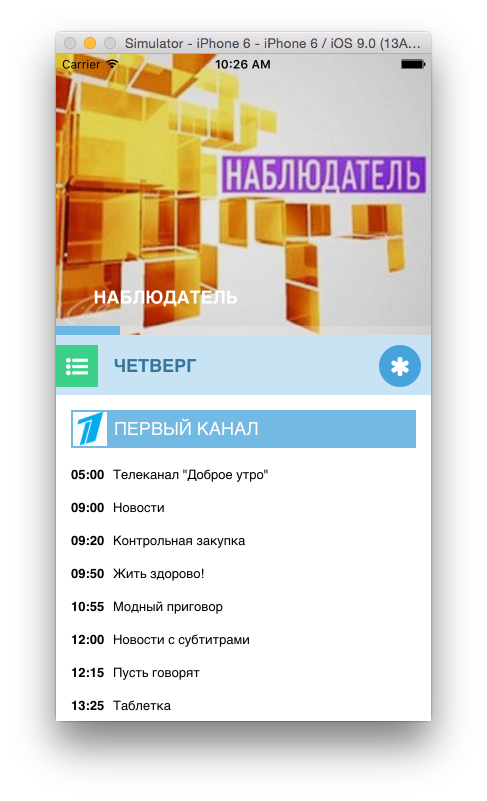 Simulator - iPhone 6 - iPhone 6 / iOS 9.0 (13A…
Carrier 10:26 AM
НАБЛЮДАТЕЛЬ
НАБЛЮДАТЕЛЬ
ЧЕТВЕРГ
ПЕРВЫЙ КАНАЛ
05:00 Телеканал "Доброе утро"
09:00 Новости
09:20 Контрольная закупка
09:50 Жить здорово!
10:55 Модный приговор
12:00 Новости с субтитрами
12:15 Пусть говорят
13:25 Таблетка